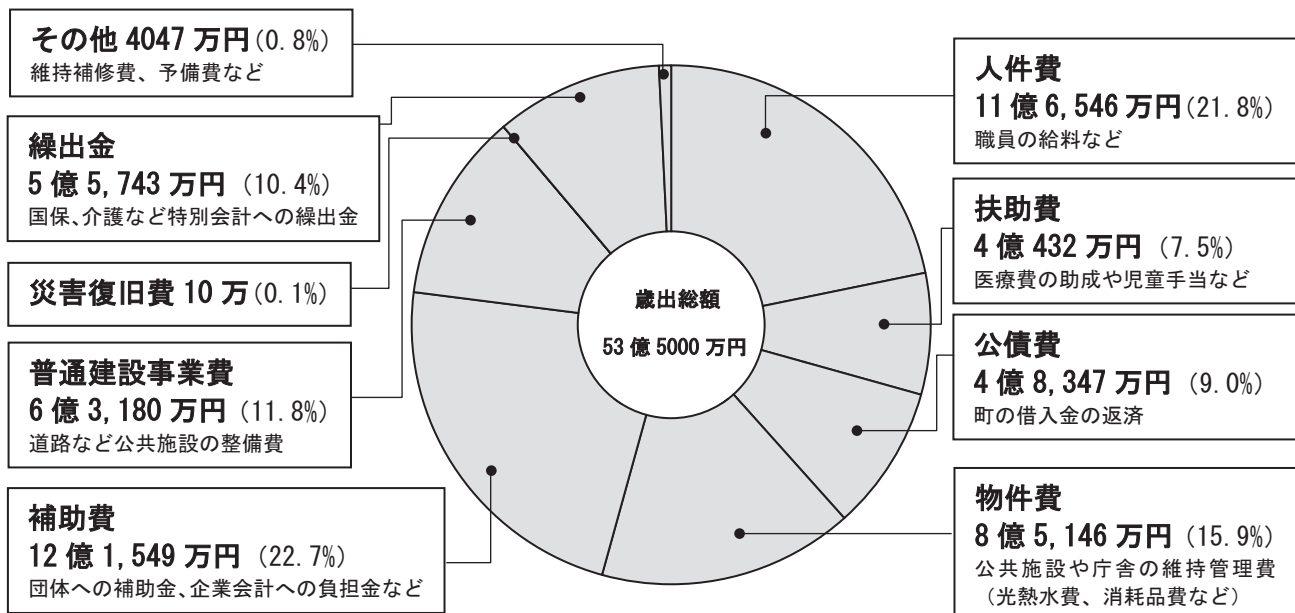 その他 4047 万円(0.8%)
維持補修費、予備費など
繰出金
5 億 5,743 万円 (10.4%)
国保、介護など特別会計への繰出金
災害復旧費 10 万(0.1%)
普通建設事業費
6 億 3,180 万円 (11.8%)
道路など公共施設の整備費
補助費
12 億 1,549 万円 (22.7%)
団体への補助金、企業会計への負担金など
歳出総額
53 億 5000 万円
人件費
11 億 6,546 万円(21.8%)
職員の給料など
扶助費
4 億 432 万円 (7.5%)
医療費の助成や児童手当など
公債費
4 億 8,347 万円 (9.0%)
町の借入金の返済
物件費
8 億 5,146 万円 (15.9%)
公共施設や庁舎の維持管理費
（光熱水費、消耗品費など）